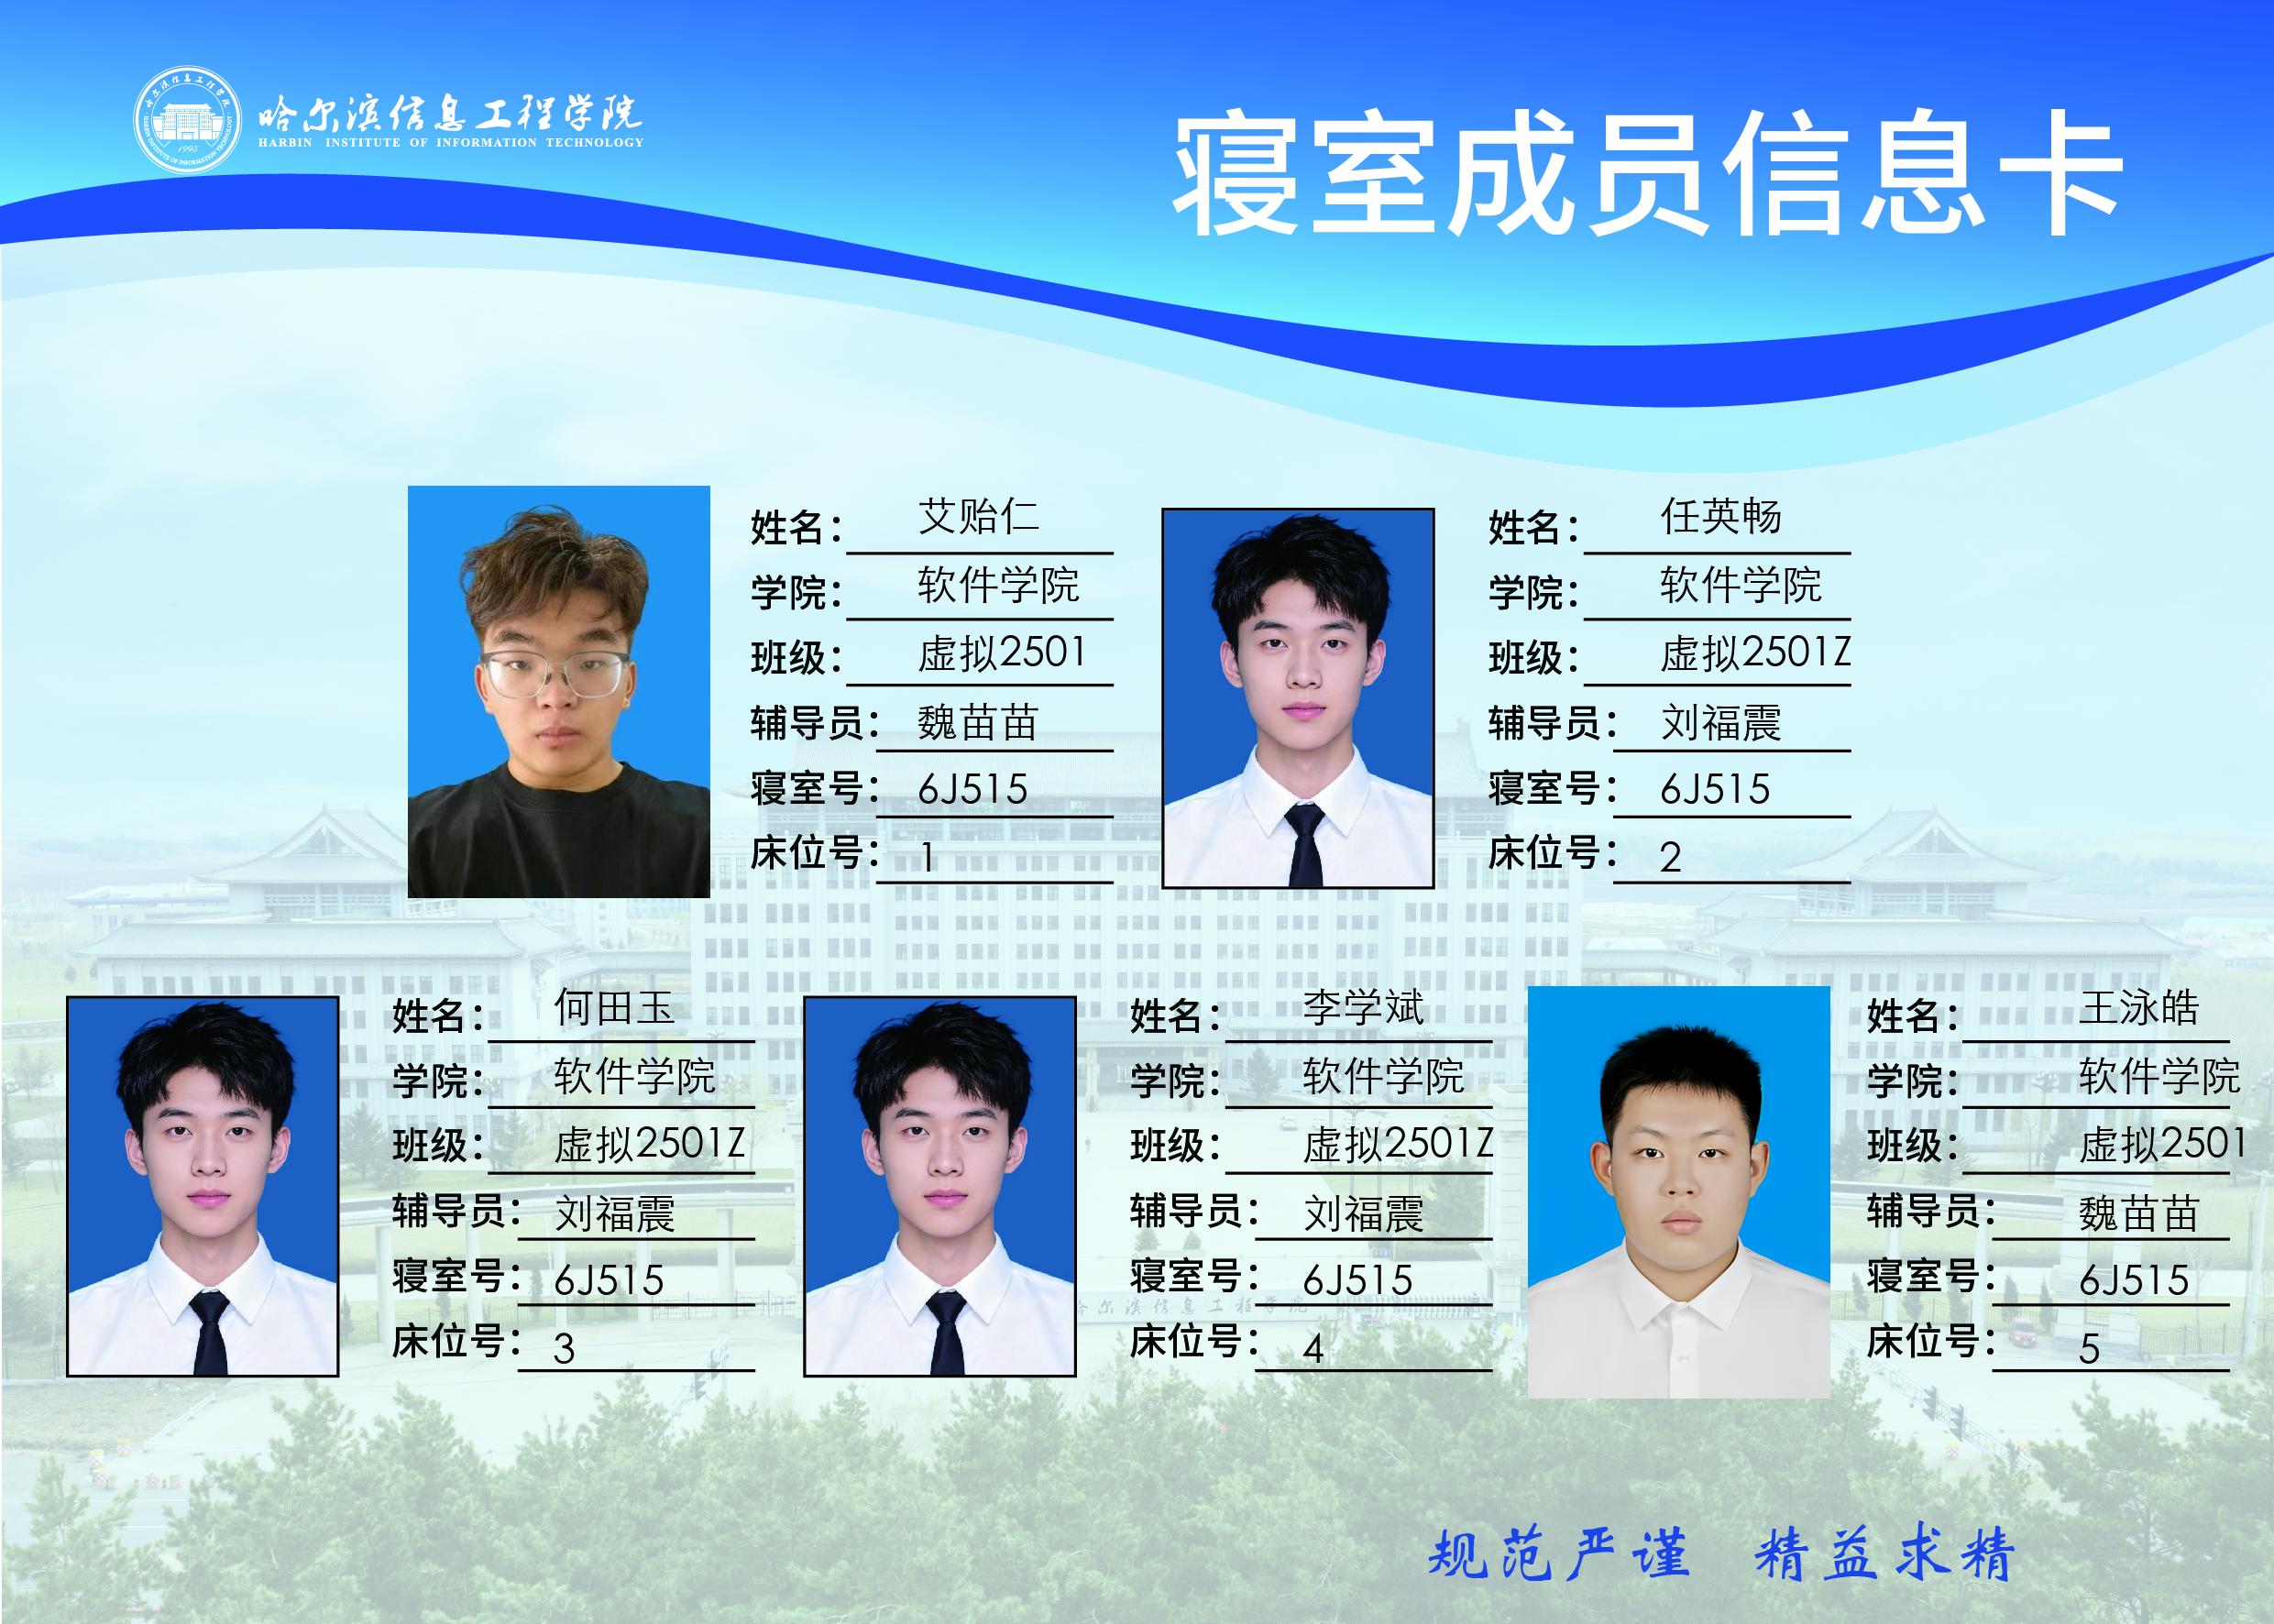 哈尔滨信息工程学院
HARBIN INSTITUTE OF INFORMATION TECHNOLOGY
1995
寝室成员信息卡
姓名：艾贻仁
学院：软件学院
班级：虚拟2501
辅导员：魏苗苗
寝室号：6J515
床位号：1
姓名：任英畅
学院：软件学院
班级：虚拟2501Z
辅导员：刘福震
寝室号：6J515
床位号：2
姓名：何田玉
学院：软件学院
班级：虚拟2501Z
辅导员：刘福震
寝室号：6J515
床位号：3
姓名：李学斌
学院：软件学院
班级：虚拟2501Z
辅导员：刘福震
寝室号：6J515
床位号：4
姓名：王泳皓
学院：软件学院
班级：虚拟2501
辅导员：魏苗苗
寝室号：6J515
床位号：5
哈尔滨信息工程学院
规范严谨 精益求精